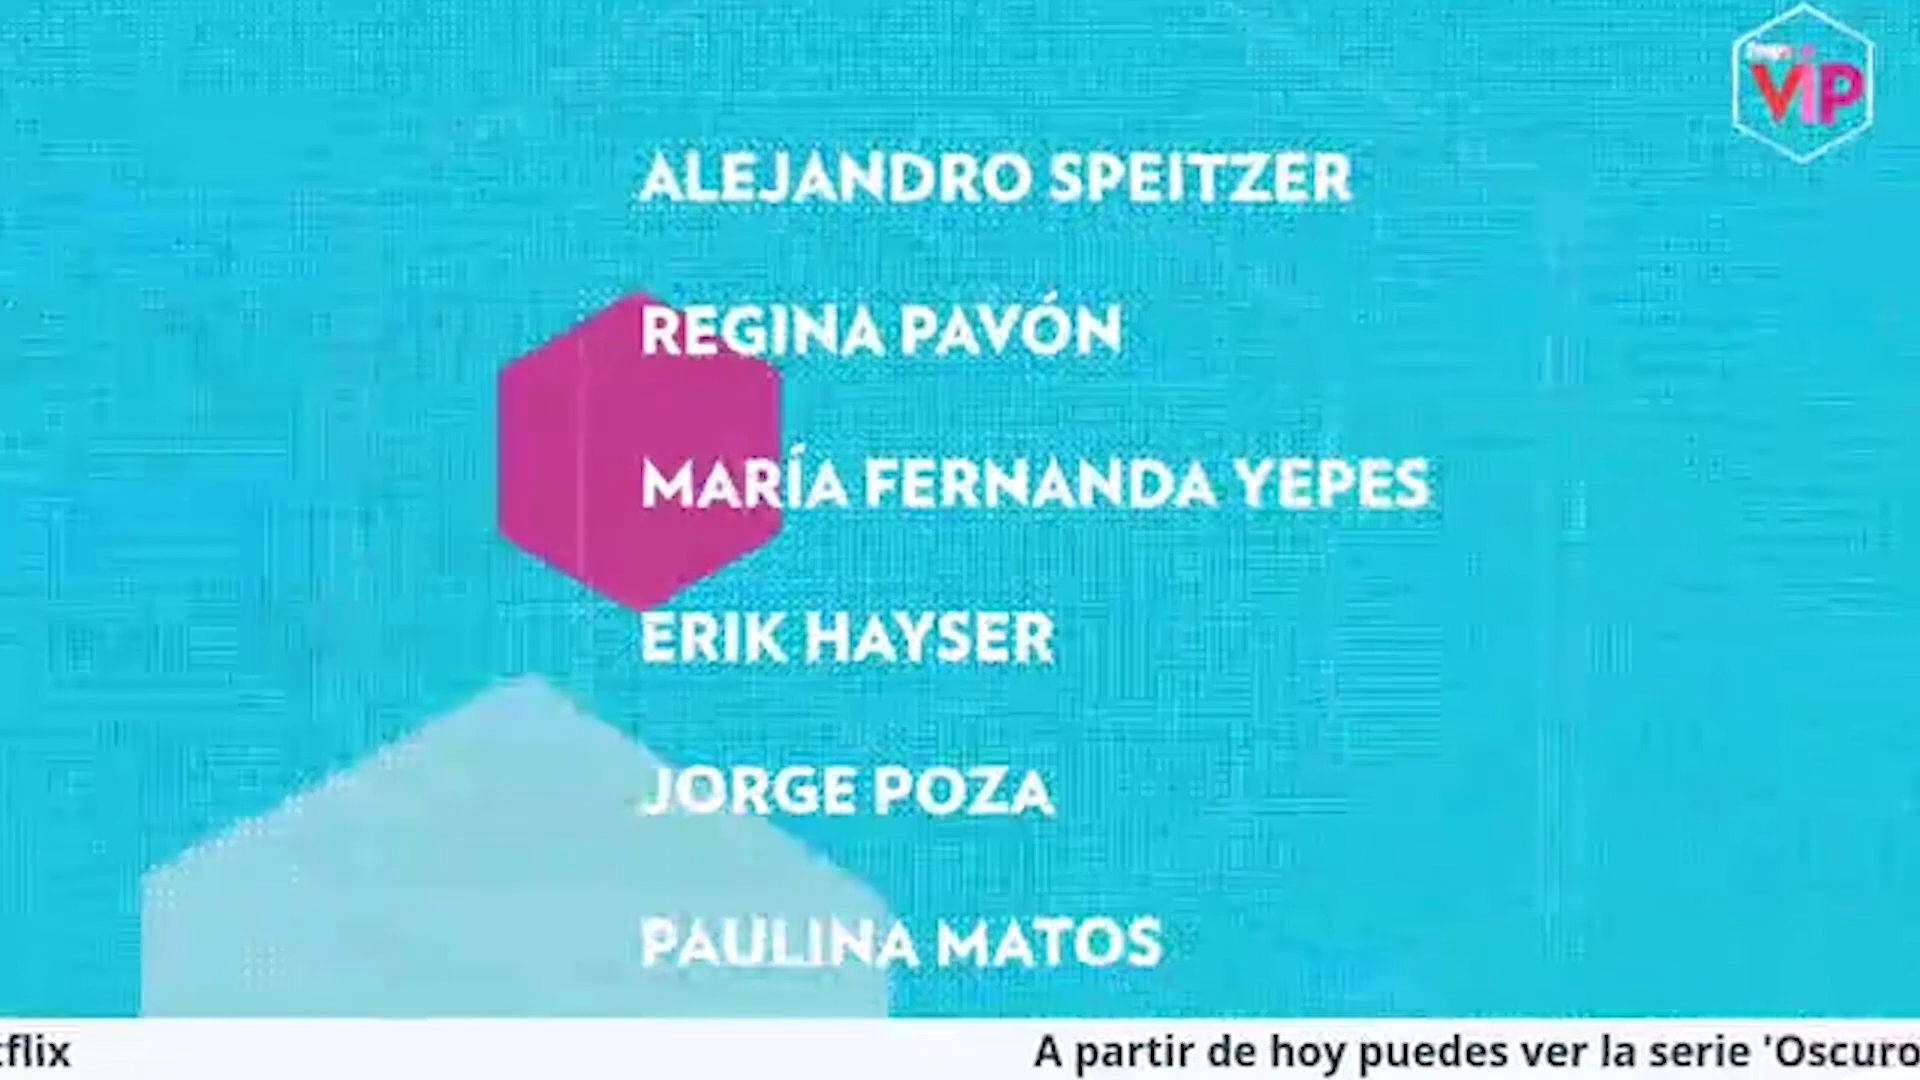 VIP
ALEJANDRO SPEITZER
REGINA PAVÓN
MARÍA FERNANDA YEPES
ERIK HAYSER
JORGE POZA
PAULINA MATOS
tflix A partir de hoy puedes ver la serie 'Oscuro